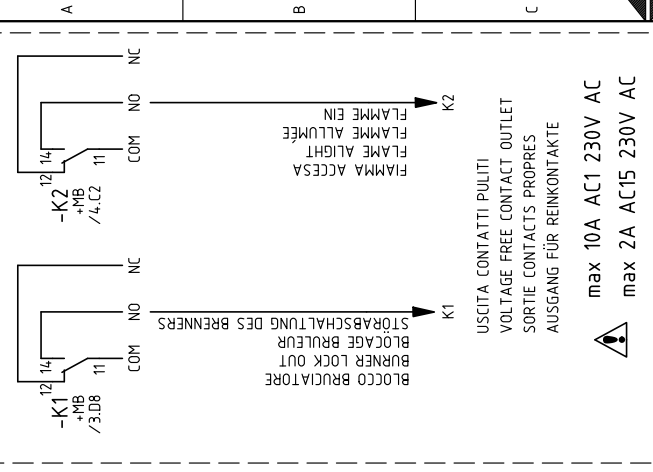 A
B
C
NC
NO
COM
12
14
11
-K2
+MB
/4.C2
FIAMMA ACCESA
FLAME ALIGHT
FLAMME ALLUMÉE
FLAMME EIN
K2
NC
NO
COM
12
14
11
-K1
+MB
/3.D8
BLOCCO BRUCIATORE
BURNER LOCK OUT
BLOCAGE BRULEUR
STÖRABSCHALTUNG DES BRENNERS
K1
USCITA CONTATTI PULITI
VOLTAGE FREE CONTACT OUTLET
SORTIE CONTACTS PROPRES
AUSGANG FÜR REINKONTAKTE
max 10A AC1 230V AC
max 2A AC15 230V AC